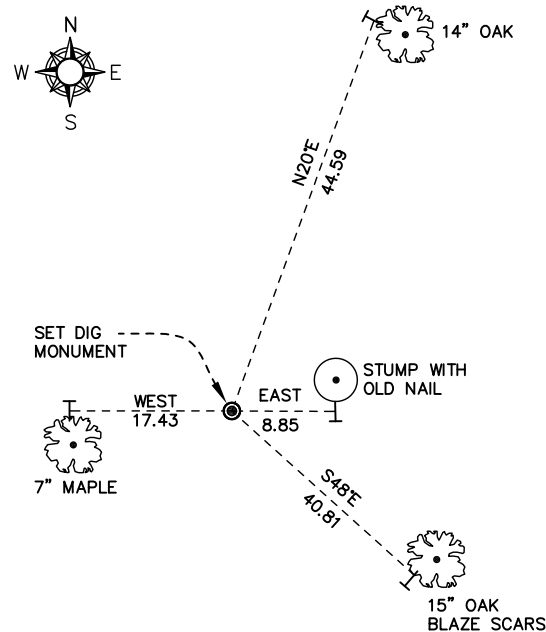 N
W
E
S
14” OAK
N20°E
44.59
SET DIG
MONUMENT
STUMP WITH
OLD NAIL
WEST
17.43
EAST
8.85
7” MAPLE
S48°E
40.81
15” OAK
BLAZE SCARS